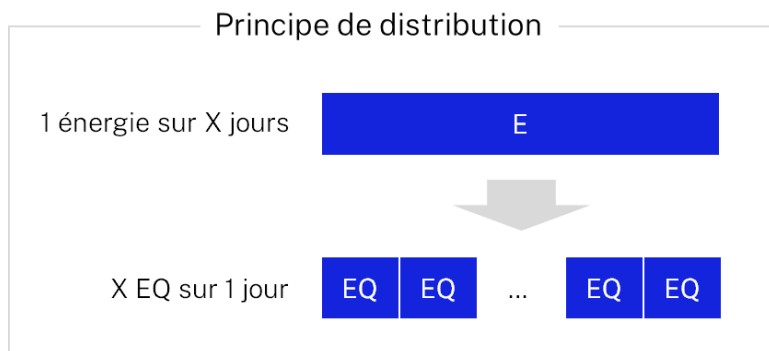 Principe de distribution
1 énergie sur X jours
E
X EQ sur 1 jour
EQ EQ ... EQ EQ